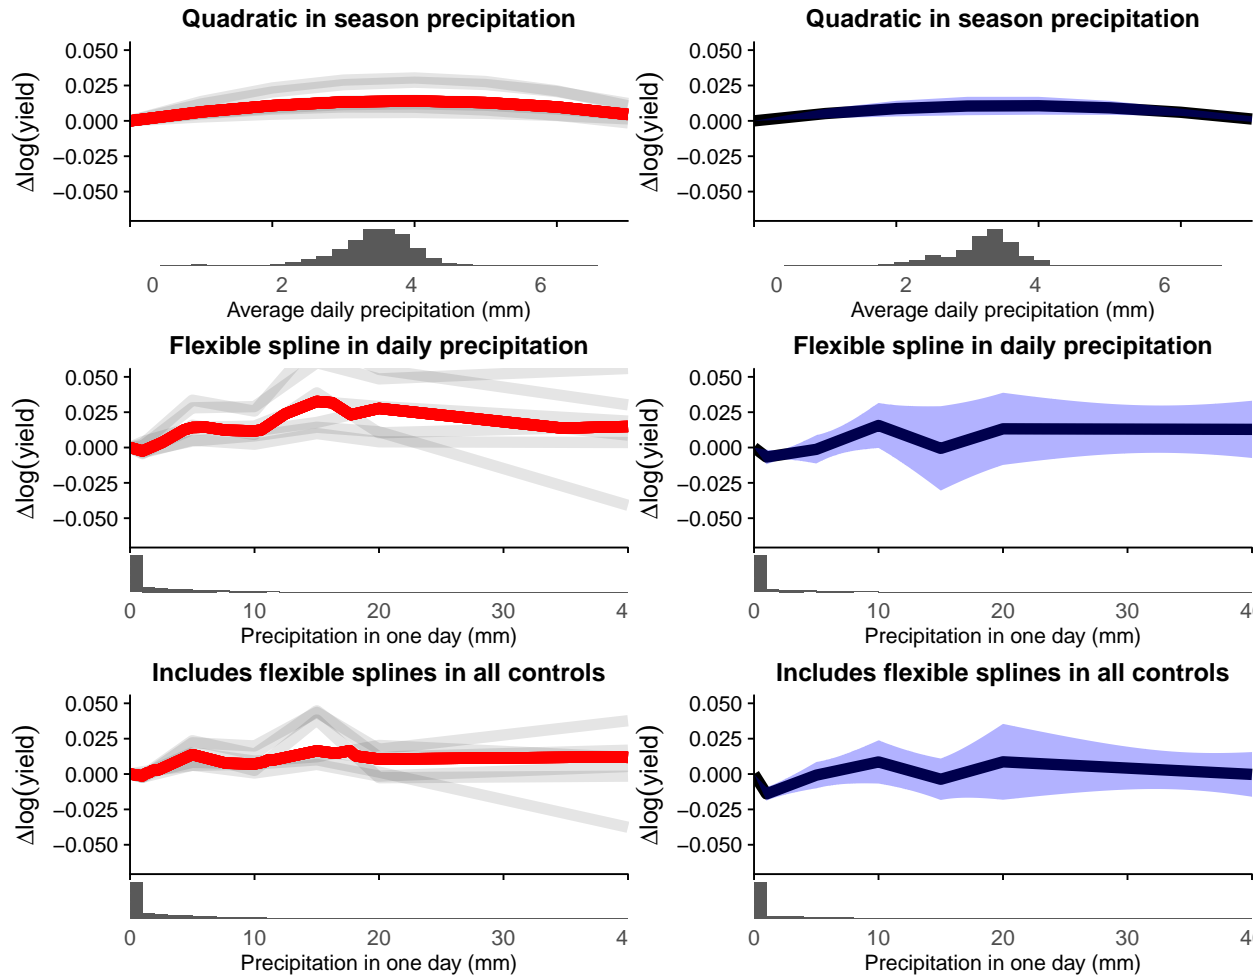 Quadratic in season precipitation
Quadratic in season precipitation
Δlog(yield)
0.050
0.025
0.000
−0.025
−0.050
Δlog(yield)
0.050
0.025
0.000
−0.025
−0.050
0 2 4 6
Average daily precipitation (mm)
0 2 4 6
Average daily precipitation (mm)
Flexible spline in daily precipitation
Flexible spline in daily precipitation
Δlog(yield)
0.050
0.025
0.000
−0.025
−0.050
Δlog(yield)
0.050
0.025
0.000
−0.025
−0.050
0 10 20 30 4
Precipitation in one day (mm)
0 10 20 30 40
Precipitation in one day (mm)
Includes flexible splines in all controls
Includes flexible splines in all controls
Δlog(yield)
0.050
0.025
0.000
−0.025
−0.050
Δlog(yield)
0.050
0.025
0.000
−0.025
−0.050
0 10 20 30 4
Precipitation in one day (mm)
0 10 20 30 40
Precipitation in one day (mm)